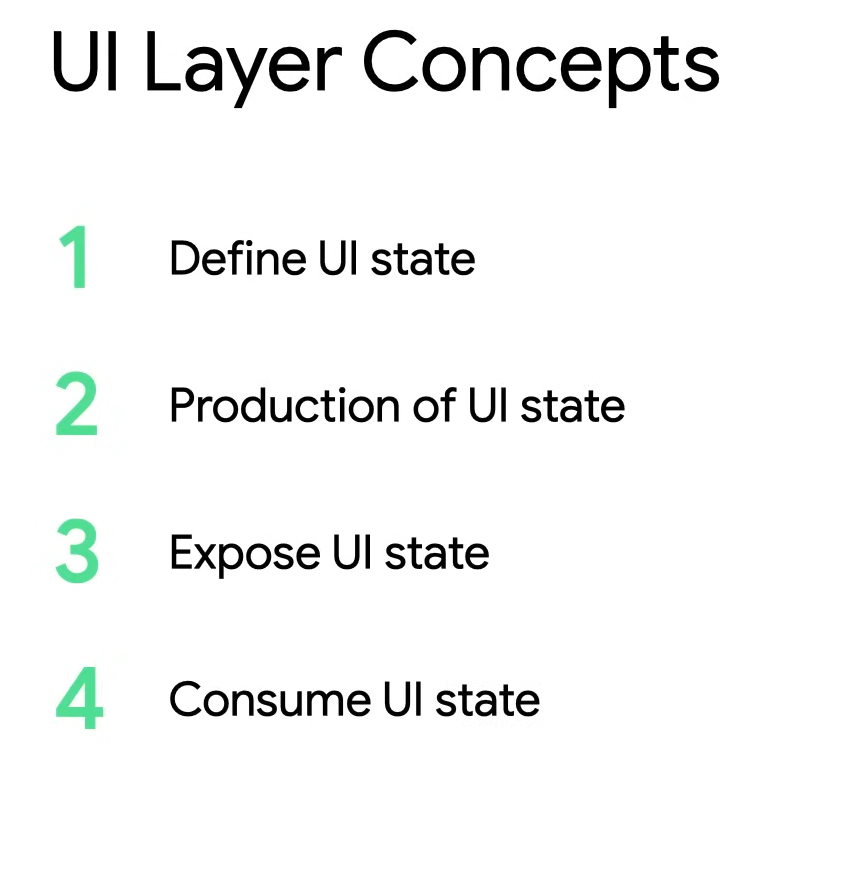 UI Layer Concepts
1 Define UI state
2 Production of UI state
3 Expose UI state
4 Consume UI state